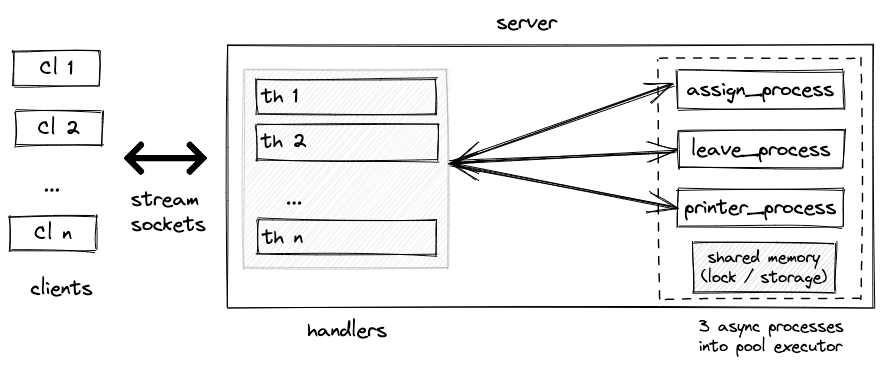 server
cl 1
cl 2
...
cl n
clients
stream
sockets
th 1
th 2
...
th n
handlers
assign_process
leave_process
printer_process
shared memory
(lock / storage)
3 async processes
into pool executor